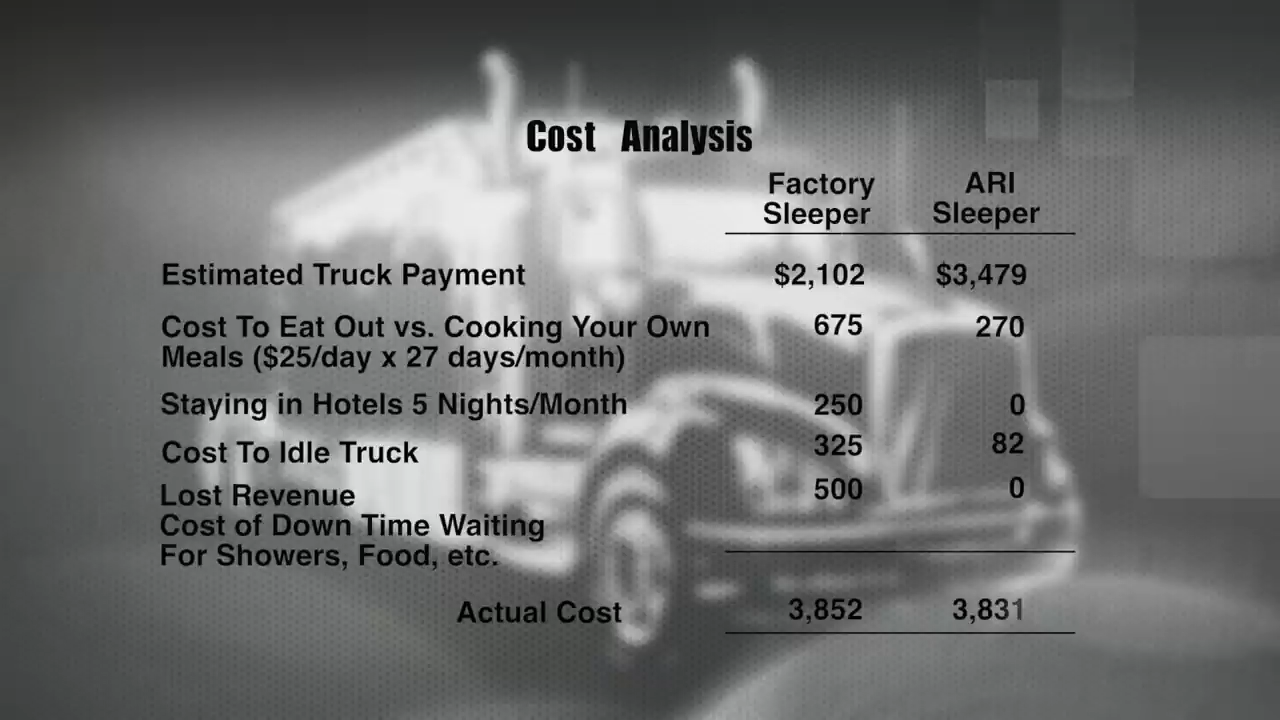 Cost Analysis
Factory ARI
Sleeper Sleeper
Estimated Truck Payment $2,102 $3,479
Cost To Eat Out vs. Cooking Your Own 675 270
Meals ($25/day x 27 days/month)
Staying in Hotels 5 Nights/Month 250 0
Cost To Idle Truck 325 82
Lost Revenue 500 0
Cost of Down Time Waiting
For Showers, Food, etc.
Actual Cost 3,852 3,831